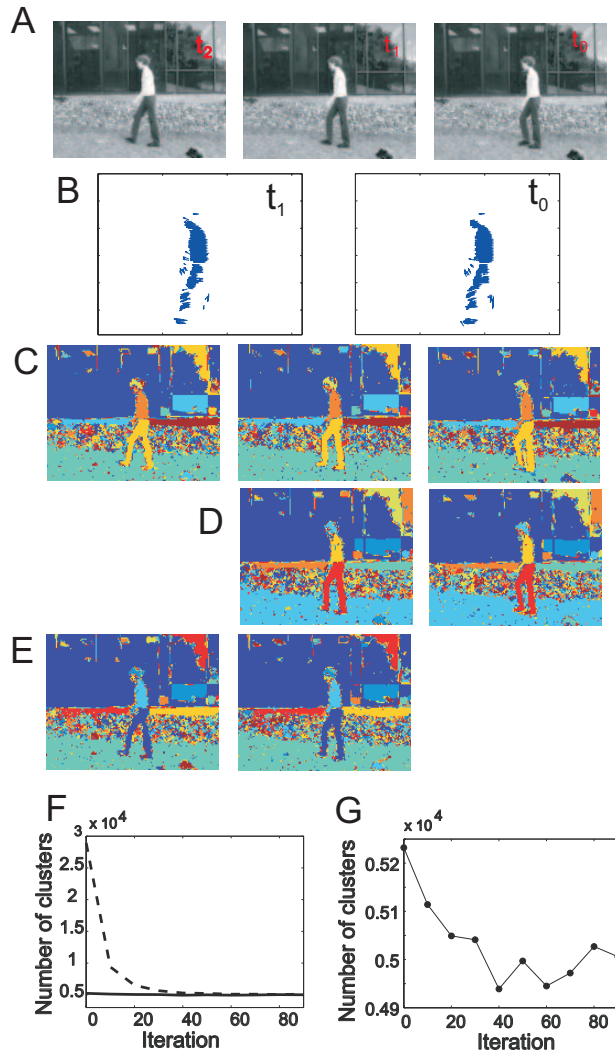 A
t2
t1
t0
B
t1
t0
C
D
E
F
x 10^4
3
2.5
2
1.5
1
0.5
0
20
40
60
80
Number of clusters
Iteration
G
x 10^4
0.52
0.51
0.5
0.49
0
20
40
60
80
Number of clusters
Iteration